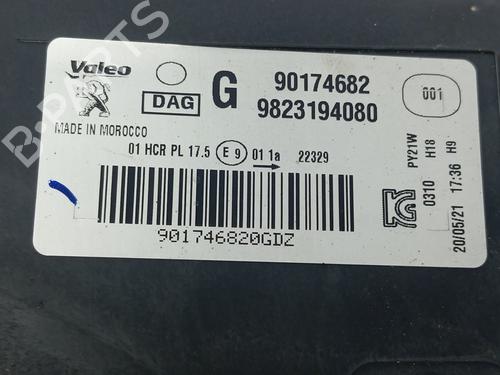 Valeo
DAG
G
90174682
9823194080
001
MADE IN MOROCCO
01 HCR PL 17.5 E9 01 1a 22329
901746820GDZ
PY21W H18 H9
0310
20/05/21 17:36
B-PARTS